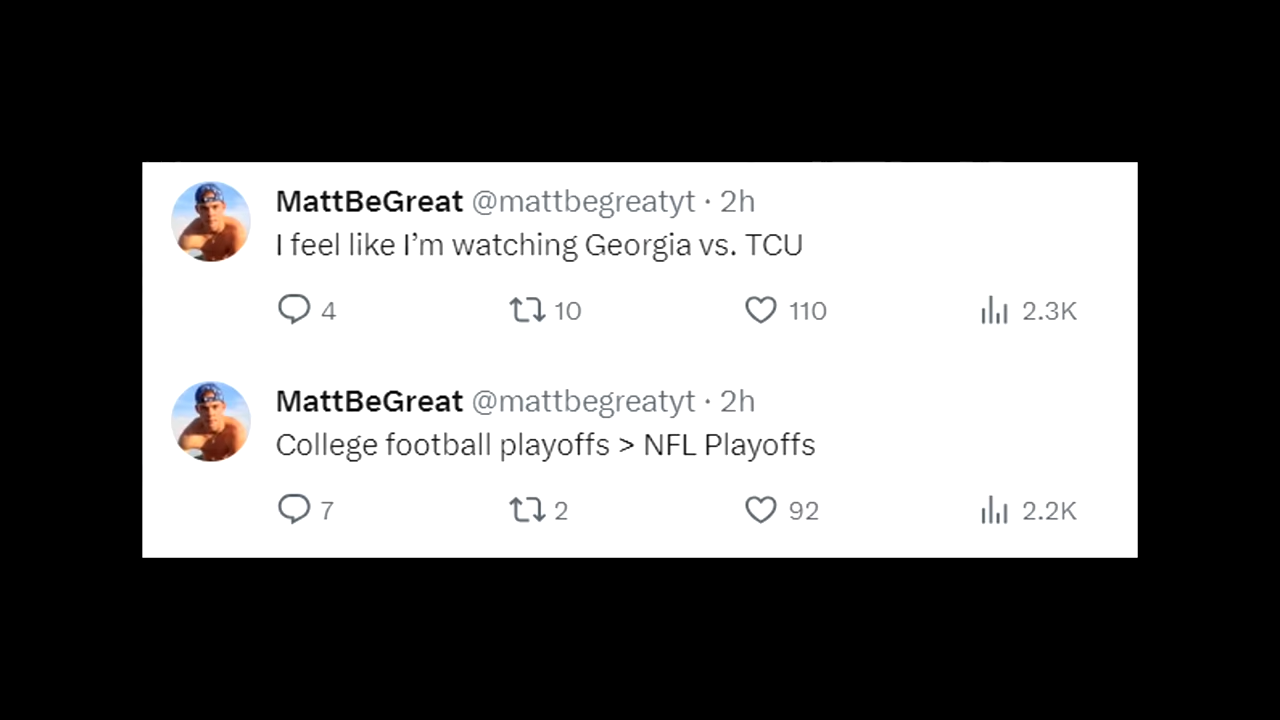 MattBeGreat @mattbegreatyt · 2h
I feel like I’m watching Georgia vs. TCU
4 10 110 2.3K
MattBeGreat @mattbegreatyt · 2h
College football playoffs > NFL Playoffs
7 2 92 2.2K